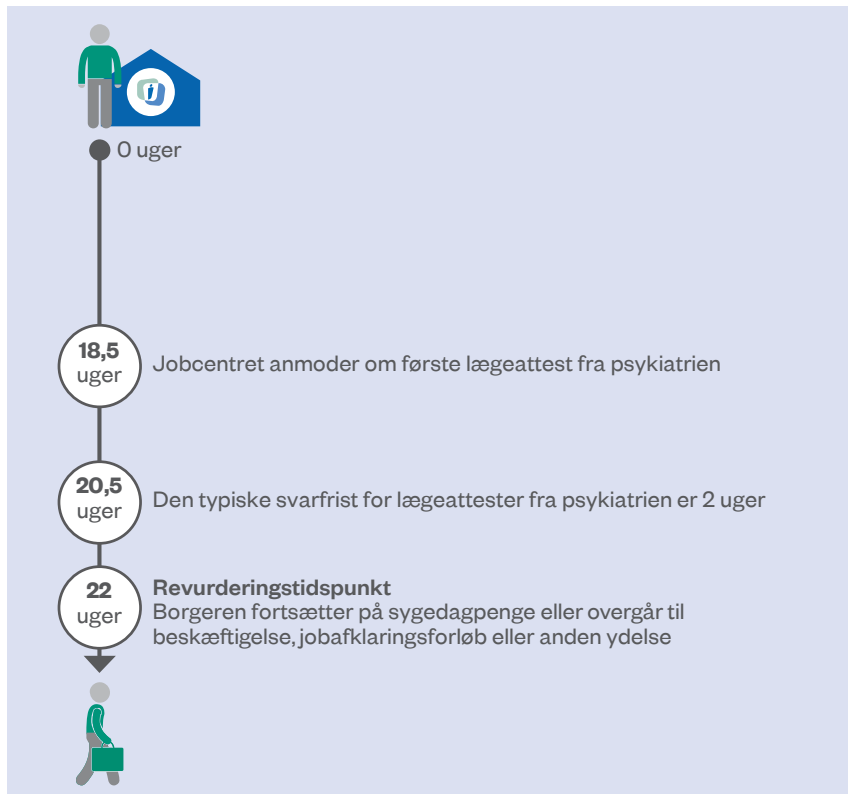 0 uger
18,5
uger
Jobcentret anmoder om første lægeattest fra psykiatrien
20,5
uger
Den typiske svarfrist for lægeattester fra psykiatrien er 2 uger
22
uger
Revurderingstidspunkt
Borgeren fortsætter på sygedagpenge eller overgår til
beskæftigelse, jobafklaringsforløb eller anden ydelse